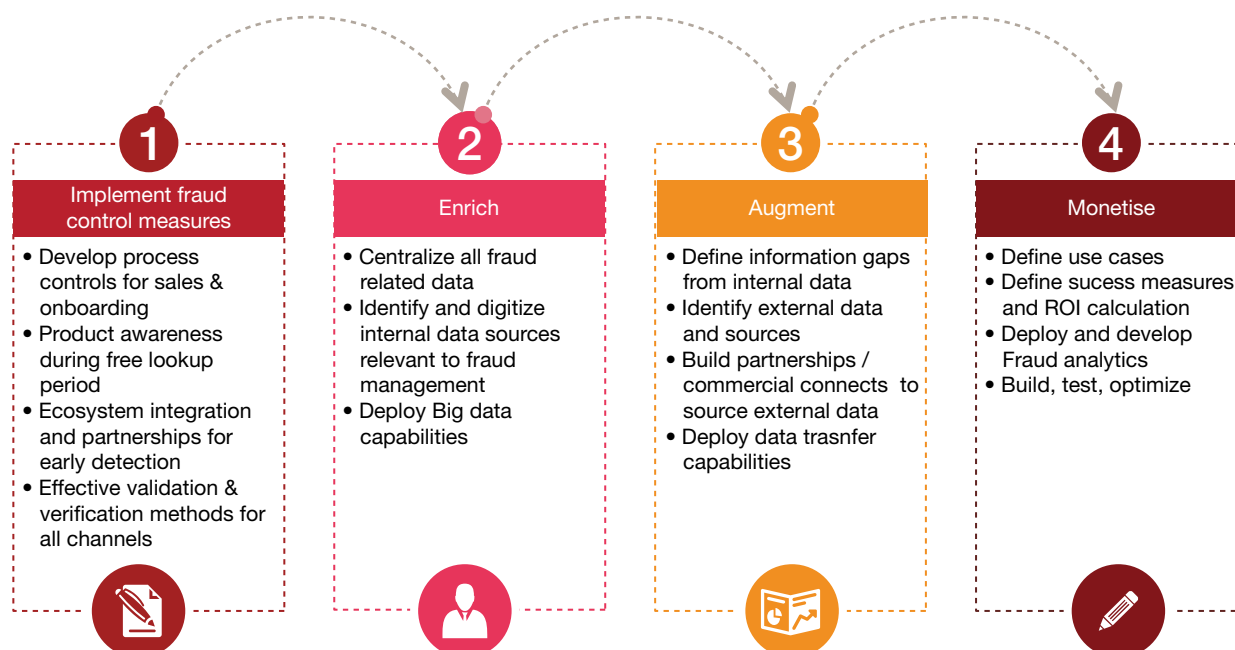 1
Implement fraud
control measures
• Develop process
controls for sales &
onboarding
• Product awareness
during free lookup
period
• Ecosystem integration
and partnerships for
early detection
• Effective validation &
verification methods for
all channels
2
Enrich
• Centralize all fraud
related data
• Identify and digitize
internal data sources
relevant to fraud
management
• Deploy Big data
capabilities
3
Augment
• Define information gaps
from internal data
• Identify external data
and sources
• Build partnerships /
commercial connects to
source external data
• Deploy data trasnfer
capabilities
4
Monetise
• Define use cases
• Define sucess measures
and ROI calculation
• Deploy and develop
Fraud analytics
• Build, test, optimize